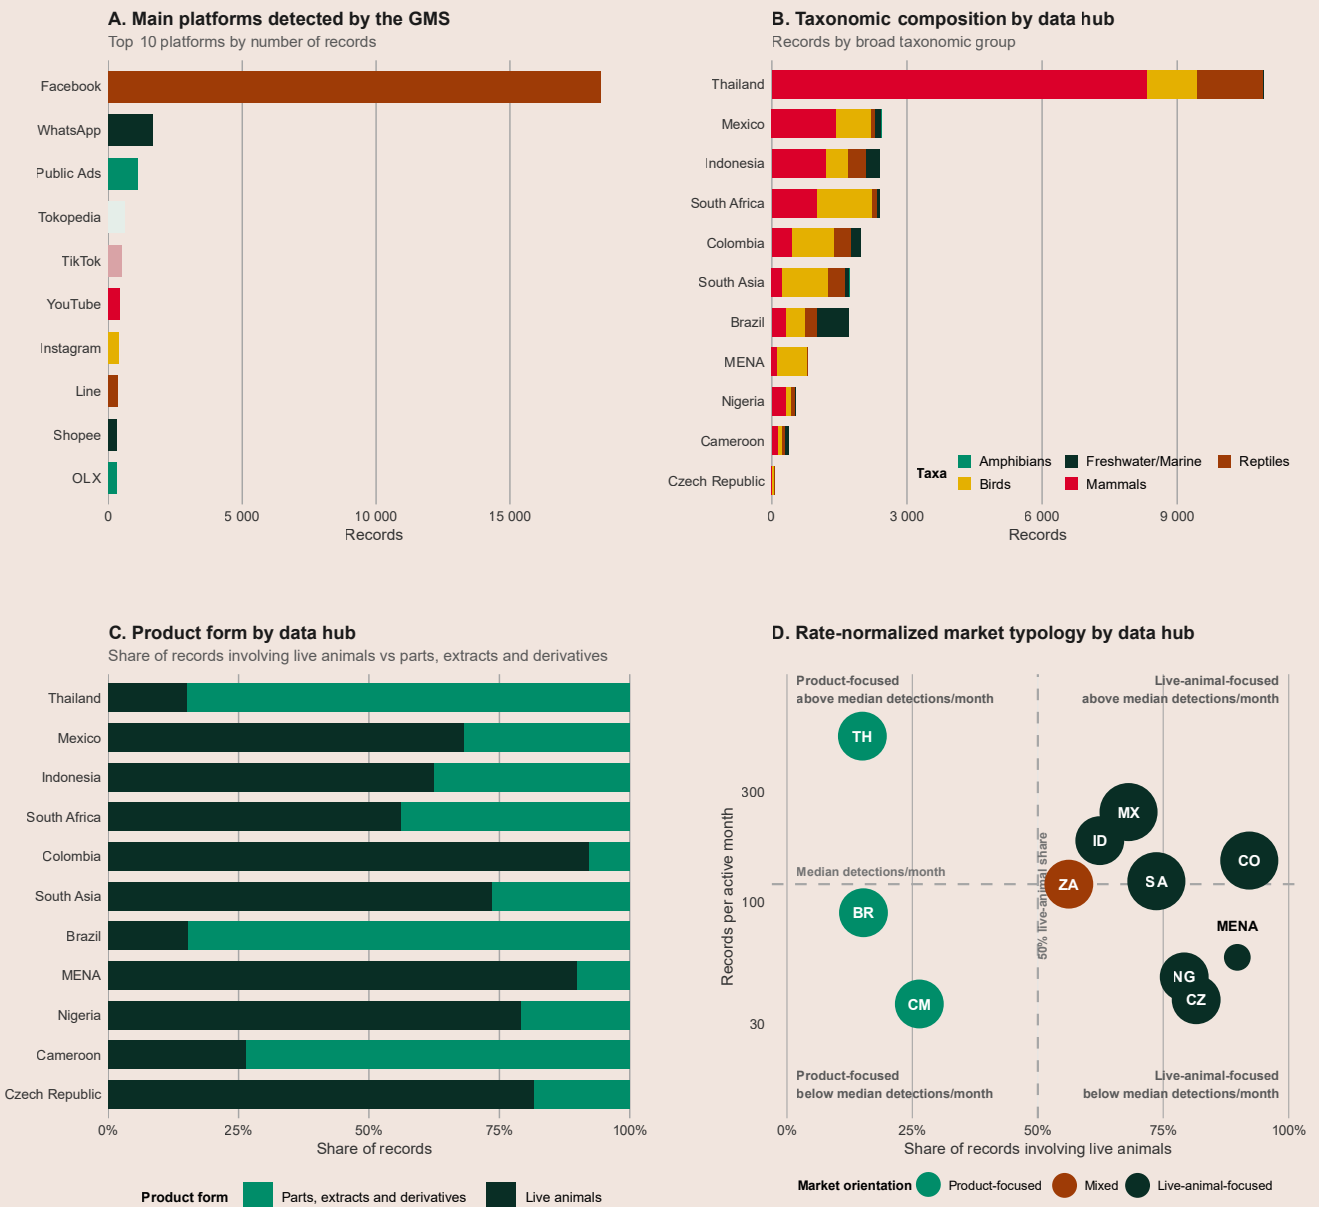 A. Main platforms detected by the GMS
Top 10 platforms by number of records
Facebook
WhatsApp
Public Ads
Tokopedia
TikTok
YouTube
Instagram
Line
Shopee
OLX
0 5 000 10 000 15 000
Records
B. Taxonomic composition by data hub
Records by broad taxonomic group
Thailand
Mexico
Indonesia
South Africa
Colombia
South Asia
Brazil
MENA
Nigeria
Cameroon
Czech Republic
Taxa
Amphibians Freshwater/Marine Reptiles
Birds Mammals
0 3 000 6 000 9 000
Records
C. Product form by data hub
Share of records involving live animals vs parts, extracts and derivatives
Thailand
Mexico
Indonesia
South Africa
Colombia
South Asia
Brazil
MENA
Nigeria
Cameroon
Czech Republic
0% 25% 50% 75% 100%
Share of records
Product form Parts, extracts and derivatives Live animals
D. Rate-normalized market typology by data hub
Product-focused
above median detections/month
Live-animal-focused
above median detections/month
TH
300
MX
ID
CO
Median detections/month
ZA
SA
50% live-animal share
100
BR
MENA
NG
CZ
CM
30
Records per active month
Product-focused
below median detections/month
Live-animal-focused
below median detections/month
0% 25% 50% 75% 100%
Share of records involving live animals
Market orientation Product-focused Mixed Live-animal-focused